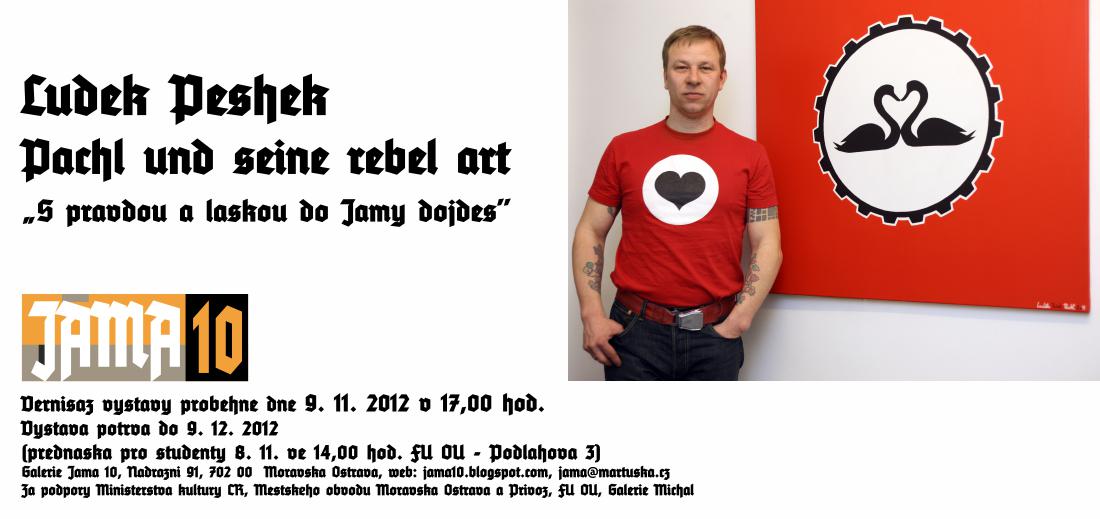 Ludek Peshek
Pachl und seine rebel art
„S pravdou a laskou do Jamy dojdes”
JAMA 10
Vernisaz vystavy probehne dne 9. 11. 2012 v 17,00 hod.
Vystava potrva do 9. 12. 2012
(prednaska pro studenty 8. 11. ve 14,00 hod. FU OU - Podlahova 3)
Galerie Jama 10, Nadrazni 91, 702 00 Moravska Ostrava, web: jama10.blogspot.com, jama@martuska.cz
Za podpory Ministerstva kultury CR, Mestskeho obvodu Moravska Ostrava a Privoz, FU OU, Galerie Michal